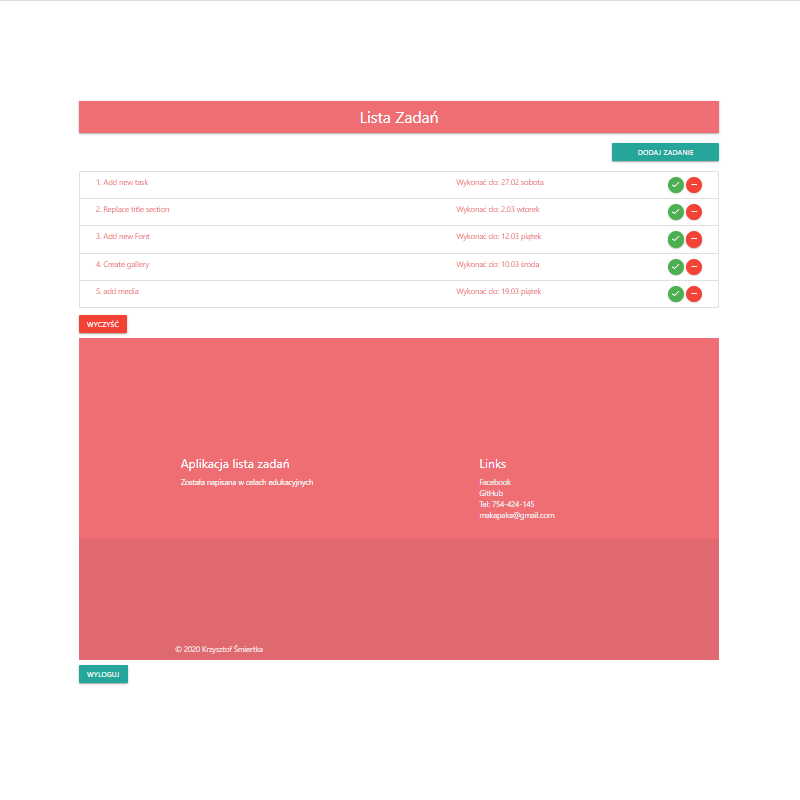 Lista Zadań
DODAJ ZADANIE
1. Add new task Wykonać do: 27.02 sobota
2. Replace title section Wykonać do: 2.03 wtorek
3. Add new Font Wykonać do: 12.03 piątek
4. Create gallery Wykonać do: 10.03 środa
5. add media Wykonać do: 19.03 piątek
WYCZYŚĆ
Aplikacja lista zadań
Została napisana w celach edukacyjnych
Links
Facebook
GitHub
Tel: 754-424-145
makapaka@gmail.com
© 2020 Krzysztof Śmiertka
WYLOGUJ